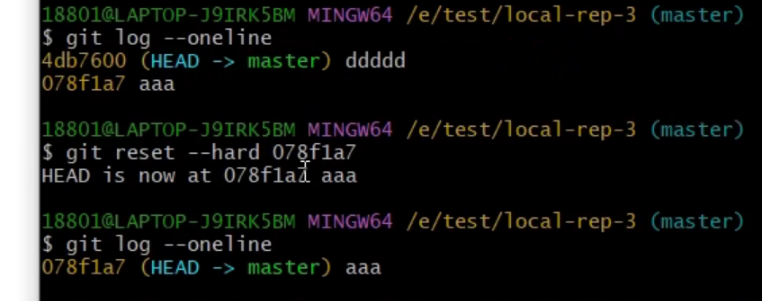 18801@LAPTOP-J9IRK5BM MINGW64 /e/test/local-rep-3 (master)
$ git log --oneline
4db7600 (HEAD -> master) ddddd
078f1a7 aaa
18801@LAPTOP-J9IRK5BM MINGW64 /e/test/local-rep-3 (master)
$ git reset --hard 078f1a7
HEAD is now at 078f1a7 aaa
18801@LAPTOP-J9IRK5BM MINGW64 /e/test/local-rep-3 (master)
$ git log --oneline
078f1a7 (HEAD -> master) aaa